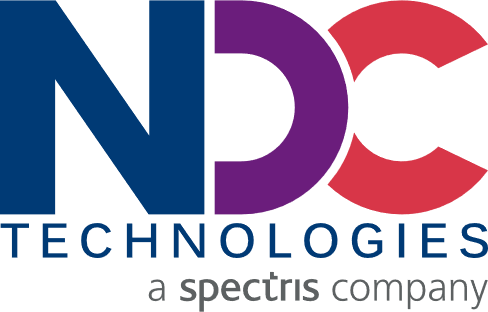 NDC
TECHNOLOGIES
a spectris company